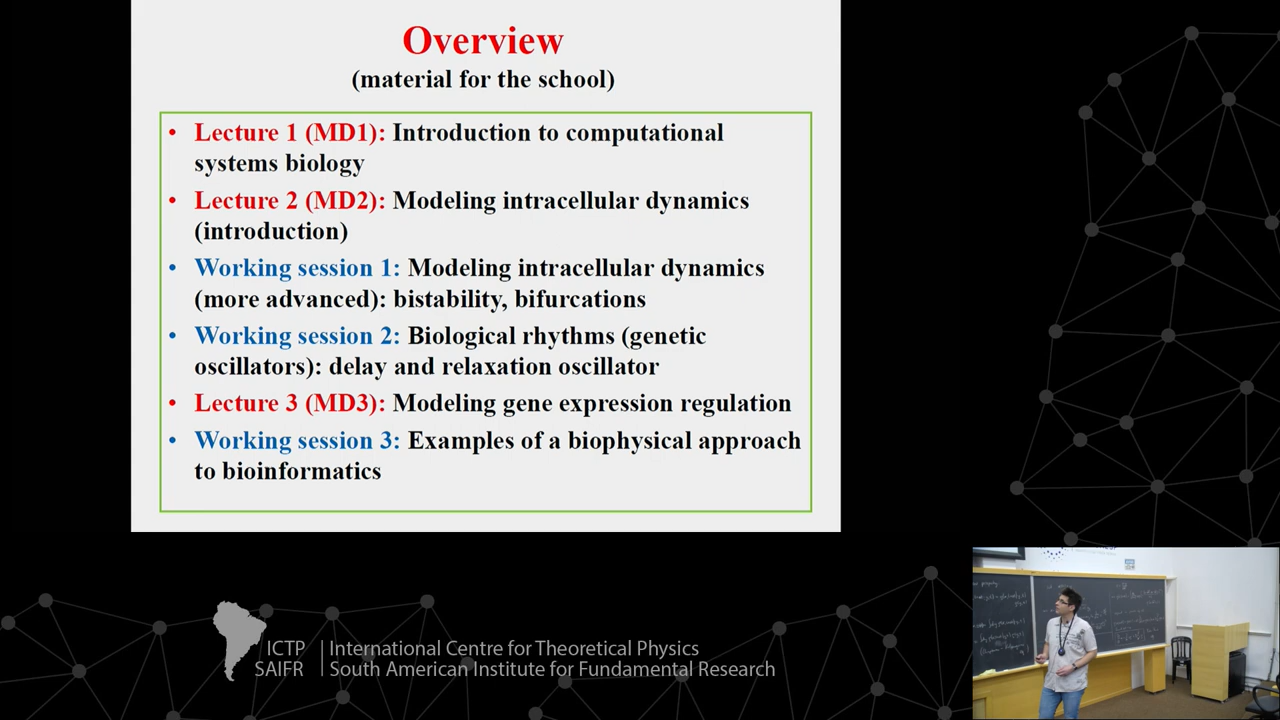 Overview
(material for the school)
• Lecture 1 (MD1): Introduction to computational
systems biology
• Lecture 2 (MD2): Modeling intracellular dynamics
(introduction)
• Working session 1: Modeling intracellular dynamics
(more advanced): bistability, bifurcations
• Working session 2: Biological rhythms (genetic
oscillators): delay and relaxation oscillator
• Lecture 3 (MD3): Modeling gene expression regulation
• Working session 3: Examples of a biophysical approach
to bioinformatics
ICTP | International Centre for Theoretical Physics
SAIFR | South American Institute for Fundamental Research